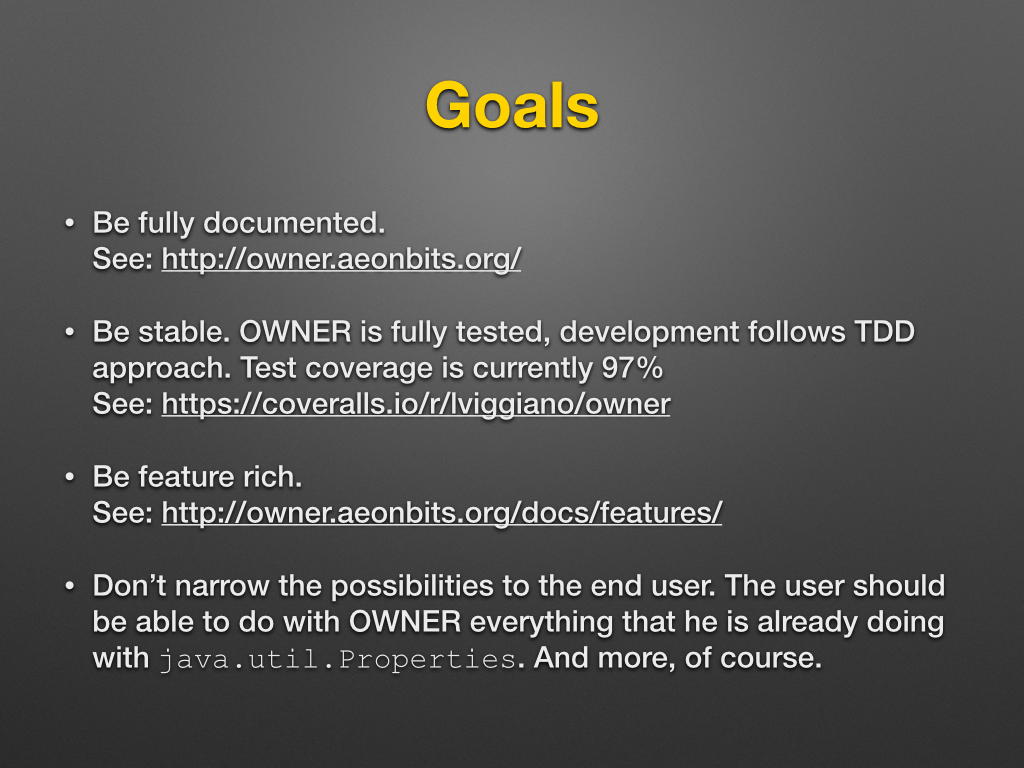 Goals
• Be fully documented.
See: http://owner.aeonbits.org/
• Be stable. OWNER is fully tested, development follows TDD
approach. Test coverage is currently 97%
See: https://coveralls.io/r/lviggiano/owner
• Be feature rich.
See: http://owner.aeonbits.org/docs/features/
• Don’t narrow the possibilities to the end user. The user should
be able to do with OWNER everything that he is already doing
with java.util.Properties. And more, of course.